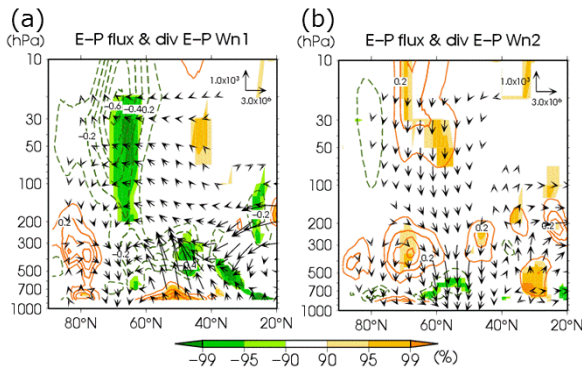 (a)
(hPa)
E-P flux & div E-P Wn1
10
30
50
100
200
300
500
700
1000
80°N
60°N
40°N
20°N
1.0x10³
3.0x10⁶
-0.6
-0.4
-0.2
-0.2
-0.2
0.2
-0.2
(b)
(hPa)
E-P flux & div E-P Wn2
10
30
50
100
200
300
500
700
1000
80°N
60°N
40°N
20°N
1.0x10³
3.0x10⁶
0.2
0.2
0.2
0.2
0.2
-99 -95 -90 90 95 99 (%)